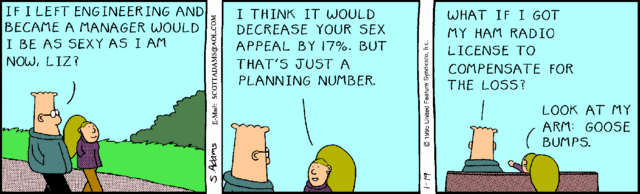 IF I LEFT ENGINEERING AND
BECAME A MANAGER WOULD
I BE AS SEXY AS I AM
NOW, LIZ?
S. Adams
E-Mail: SCOTTADAMS@AOL.COM
I THINK IT WOULD
DECREASE YOUR SEX
APPEAL BY 17%. BUT
THAT'S JUST A
PLANNING NUMBER.
1-19
© 1995 United Feature Syndicate, Inc.
WHAT IF I GOT
MY HAM RADIO
LICENSE TO
COMPENSATE FOR
THE LOSS?
LOOK AT MY
ARM: GOOSE
BUMPS.